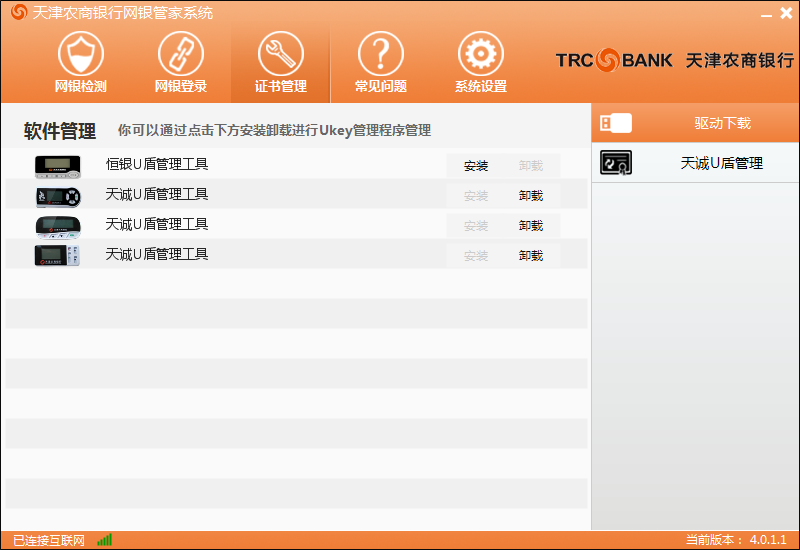 天津农商银行网银管家系统
网银检测 网银登录 证书管理 常见问题 系统设置
TRC BANK 天津农商银行
软件管理 你可以通过点击下方安装卸载进行Ukey管理程序管理
驱动下载
天诚U盾管理
恒银U盾管理工具 安装 卸载
天诚U盾管理工具 安装 卸载
天诚U盾管理工具 安装 卸载
天诚U盾管理工具 安装 卸载
已连接互联网 当前版本： 4.0.1.1